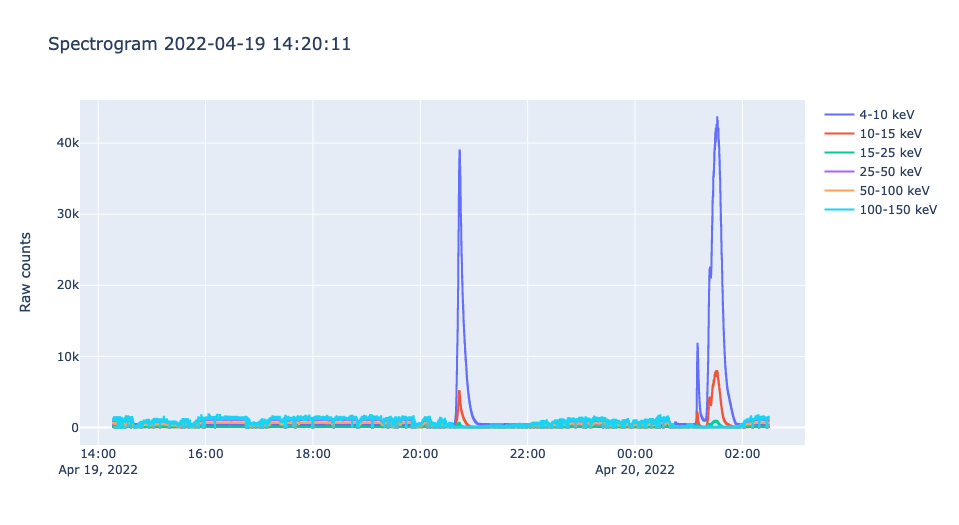 Spectrogram 2022-04-19 14:20:11
4-10 keV
10-15 keV
15-25 keV
25-50 keV
50-100 keV
100-150 keV
Raw counts
40k
30k
20k
10k
0
14:00 16:00 18:00 20:00 22:00 00:00 02:00
Apr 19, 2022 Apr 20, 2022